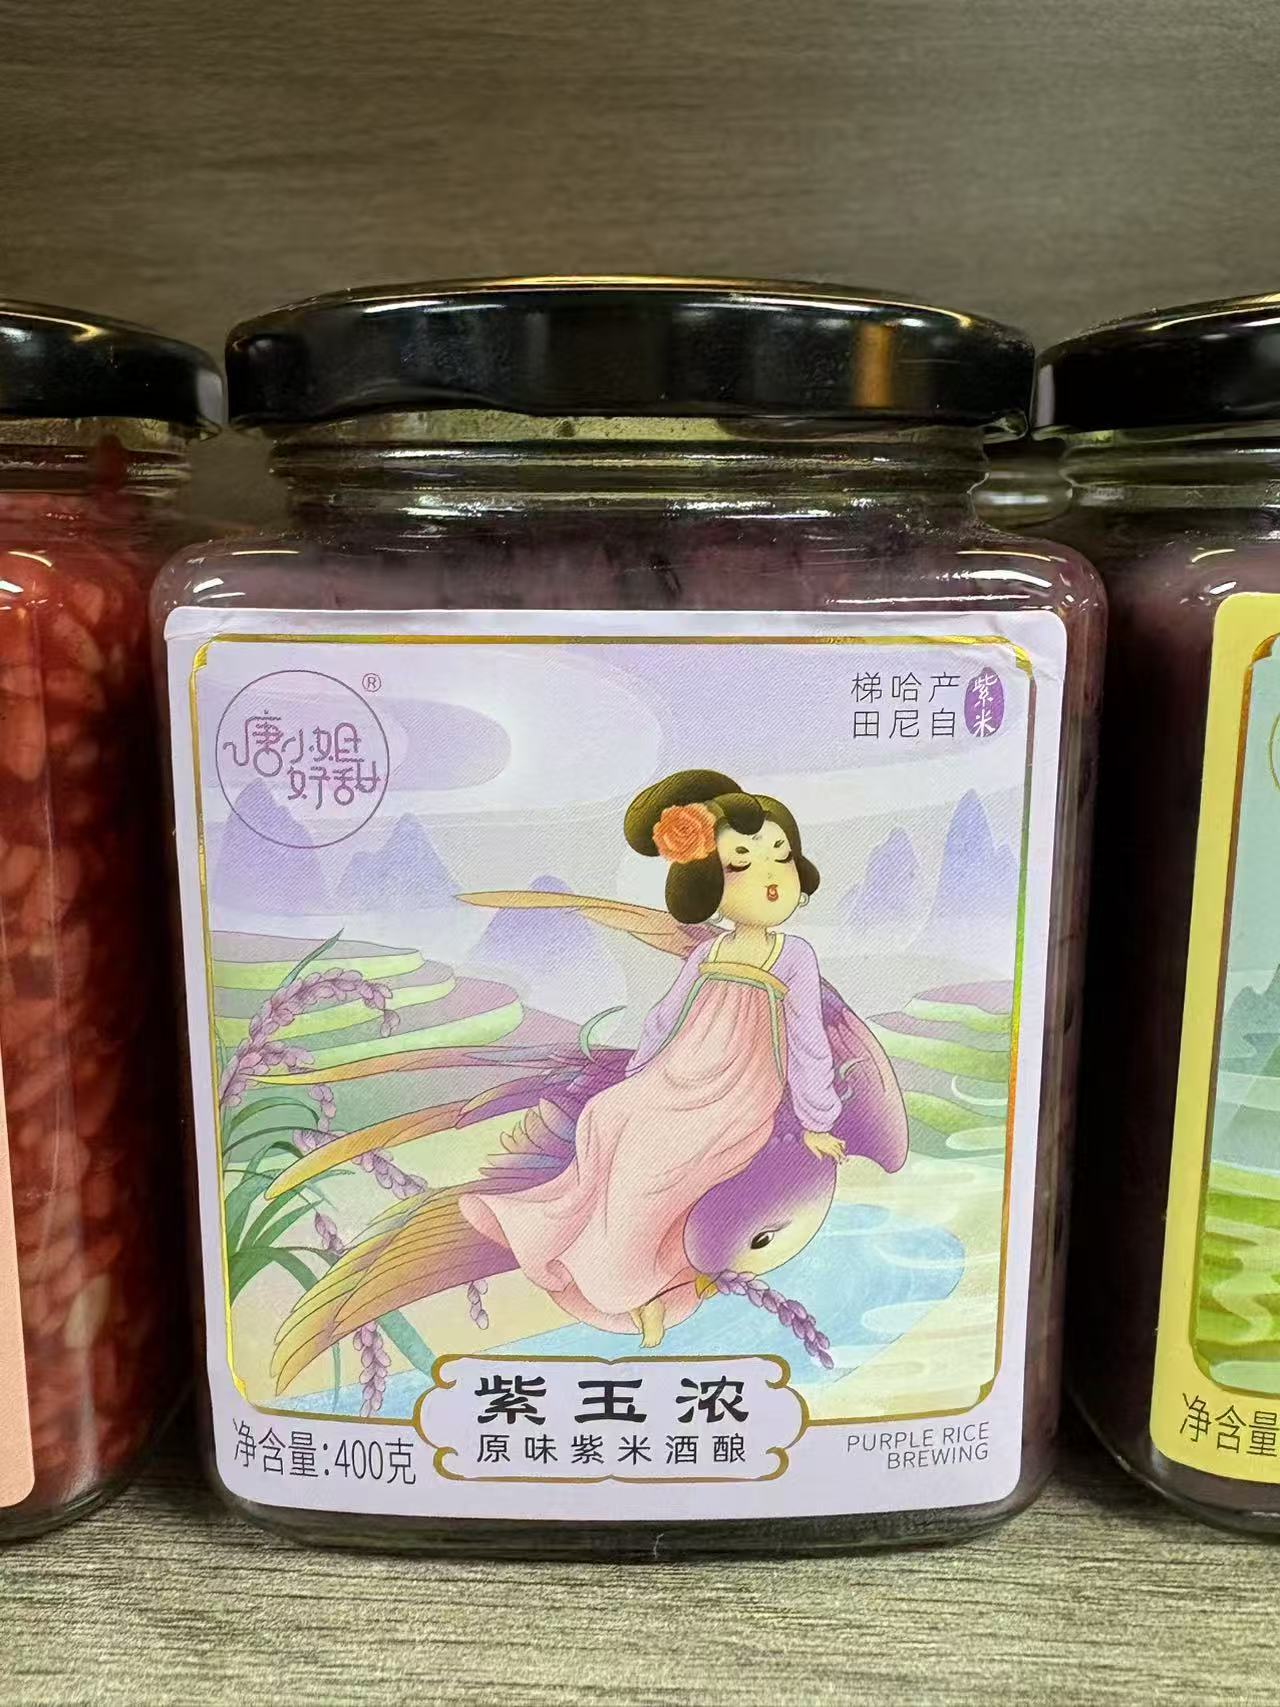 唐小姐
好甜
®
紫米
产自
哈尼
梯田
紫玉浓
原味紫米酒酿
净含量:400克
PURPLE RICE
BREWING
净含量